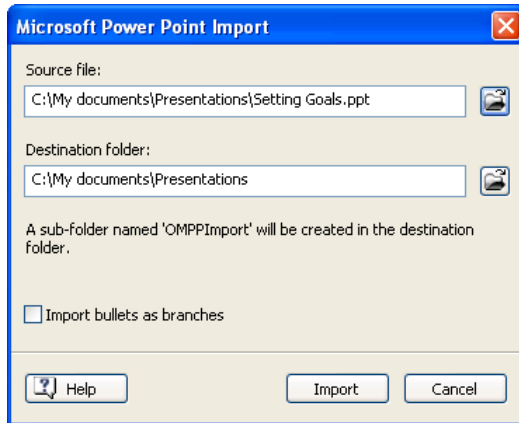 Microsoft Power Point Import
Source file:
C:\My documents\Presentations\Setting Goals.ppt
Destination folder:
C:\My documents\Presentations
A sub-folder named 'OMPPImport' will be created in the destination
folder.
Import bullets as branches
Help
Import
Cancel